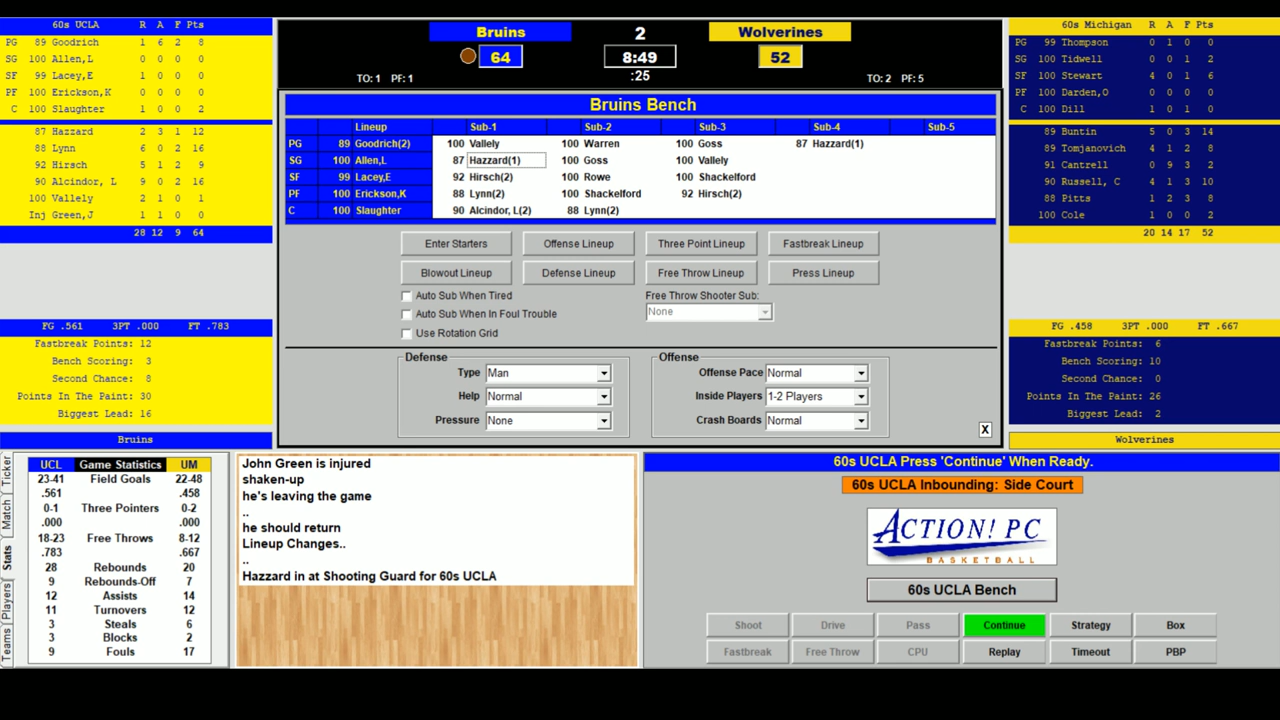 60s UCLA R A F Pts
PG 89 Goodrich 1 6 2 8
SG 100 Allen,L 0 0 0 0
SF 99 Lacey,E 1 0 0 0
PF 100 Erickson,K 0 0 0 0
C 100 Slaughter 1 0 0 2
87 Hazzard 2 3 1 12
88 Lynn 6 0 2 16
92 Hirsch 5 1 2 9
90 Alcindor, L 9 0 2 16
100 Vallely 2 1 0 1
Inj Green,J 1 1 0 0
28 12 9 64
FG .561 3PT .000 FT .783
Fastbreak Points: 12
Bench Scoring: 3
Second Chance: 8
Points In The Paint: 30
Biggest Lead: 16
Bruins
Bruins 2 Wolverines
64 8:49 52
:25
TO: 1 PF: 1 TO: 2 PF: 5
Bruins Bench
Lineup Sub-1 Sub-2 Sub-3 Sub-4 Sub-5
PG 89 Goodrich(2) 100 Vallely 100 Warren 100 Goss 87 Hazzard(1)
SG 100 Allen,L 87 Hazzard(1) 100 Goss 100 Vallely
SF 99 Lacey,E 92 Hirsch(2) 100 Rowe 100 Shackelford
PF 100 Erickson,K 88 Lynn(2) 100 Shackelford 92 Hirsch(2)
C 100 Slaughter 90 Alcindor, L(2) 88 Lynn(2)
Enter Starters Offense Lineup Three Point Lineup Fastbreak Lineup
Blowout Lineup Defense Lineup Free Throw Lineup Press Lineup
Auto Sub When Tired
Auto Sub When In Foul Trouble
Use Rotation Grid
Free Throw Shooter Sub:
None
Defense
Type Man
Help Normal
Pressure None
Offense
Offense Pace Normal
Inside Players 1-2 Players
Crash Boards Normal
X
60s Michigan R A F Pts
PG 99 Thompson 0 1 0 0
SG 100 Tidwell 0 0 1 2
SF 100 Stewart 4 0 1 6
PF 100 Darden,O 0 0 0 0
C 100 Dill 1 0 1 0
89 Buntin 5 0 3 14
89 Tomjanovich 4 1 2 8
91 Cantrell 0 9 3 2
90 Russell, C 4 1 3 10
88 Pitts 1 2 3 8
100 Cole 1 0 0 2
20 14 17 52
FG .458 3PT .000 FT .667
Fastbreak Points: 6
Bench Scoring: 10
Second Chance: 0
Points In The Paint: 26
Biggest Lead: 2
Wolverines
Ticker
Match
Stats
Players
Teams
UCL Game Statistics UM
23-41 Field Goals 22-48
.561 .458
0-1 Three Pointers 0-2
.000 .000
18-23 Free Throws 8-12
.783 .667
28 Rebounds 20
9 Rebounds-Off 7
12 Assists 14
11 Turnovers 12
3 Steals 6
3 Blocks 2
9 Fouls 17
John Green is injured
shaken-up
he's leaving the game
..
he should return
Lineup Changes..
..
Hazzard in at Shooting Guard for 60s UCLA
60s UCLA Press 'Continue' When Ready.
60s UCLA Inbounding: Side Court
ACTION! PC
BASKETBALL
60s UCLA Bench
Shoot Drive Pass Continue Strategy Box
Fastbreak Free Throw CPU Replay Timeout PBP